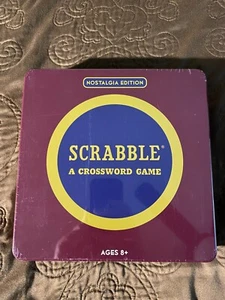 NOSTALGIA EDITION
SCRABBLE®
A CROSSWORD GAME
AGES 8+